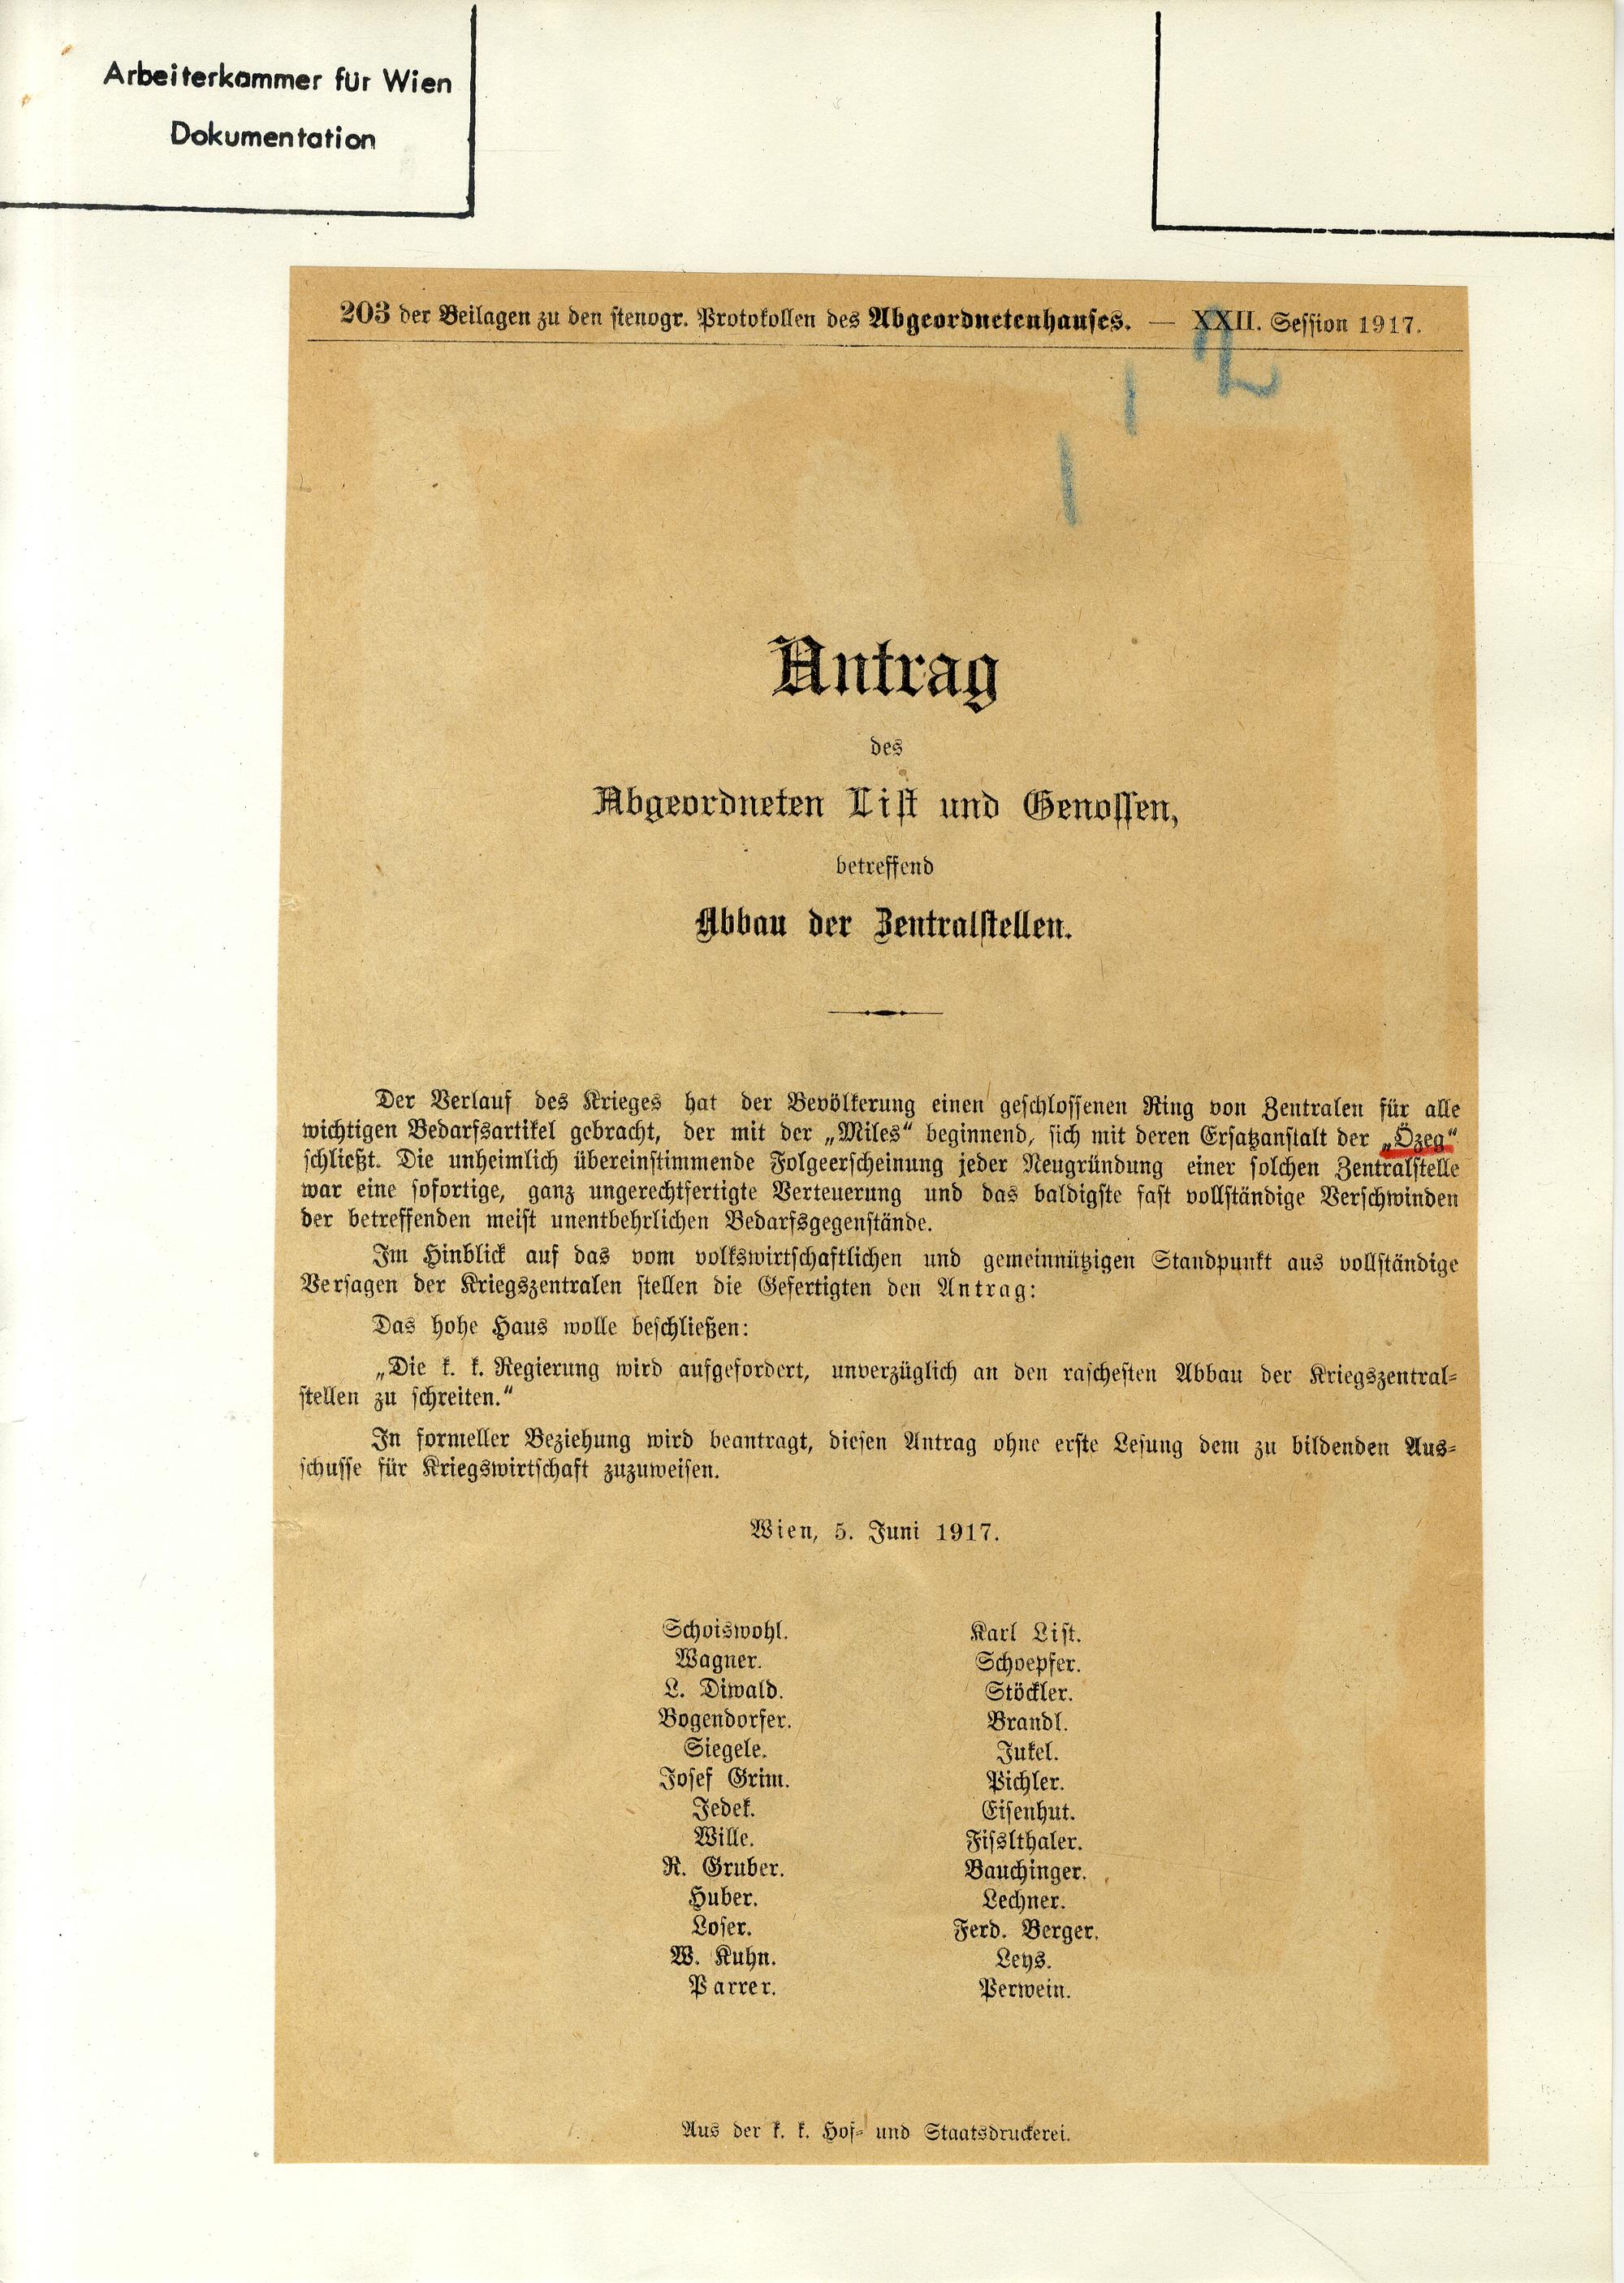 Arbeiterkammer für Wien
Dokumentation
203 der Beilagen zu den stenogr. Protokollen des Abgeordnetenhauses. — XXII. Session 1917.
Antrag
des
Abgeordneten List und Genossen,
betreffend
Abbau der Zentralstellen.
Der Verlauf des Krieges hat der Bevölkerung einen geschlossenen Ring von Zentralen für alle
wichtigen Bedarfsartikel gebracht, der mit der „Miles“ beginnend, sich mit deren Ersatzanstalt der „Özeg“
schließt. Die unheimlich übereinstimmende Folgeerscheinung jeder Neugründung einer solchen Zentralstelle
war eine sofortige, ganz ungerechtfertigte Verteuerung und das baldigste fast vollständige Verschwinden
der betreffenden meist unentbehrlichen Bedarfsgegenstände.
Im Hinblick auf das vom volkswirtschaftlichen und gemeinnützigen Standpunkt aus vollständige
Versagen der Kriegszentralen stellen die Gefertigten den Antrag:
Das hohe Haus wolle beschließen:
„Die k. k. Regierung wird aufgefordert, unverzüglich an den raschesten Abbau der Kriegszentral-
stellen zu schreiten.“
In formeller Beziehung wird beantragt, diesen Antrag ohne erste Lesung dem zu bildenden Aus-
schusse für Kriegswirtschaft zuzuweisen.
Wien, 5. Juni 1917.
Schoiswohl.
Wagner.
L. Diwald.
Bogendorfer.
Siegele.
Josef Grim.
Jedek.
Wille.
R. Gruber.
Huber.
Loser.
W. Kuhn.
Parrer.
Karl List.
Schoepfer.
Stöckler.
Brandl.
Jukel.
Pichler.
Eisenhut.
Fißlthaler.
Bauchinger.
Lechner.
Ferd. Berger.
Leys.
Perwein.
Aus der k. k. Hof- und Staatsdruckerei.